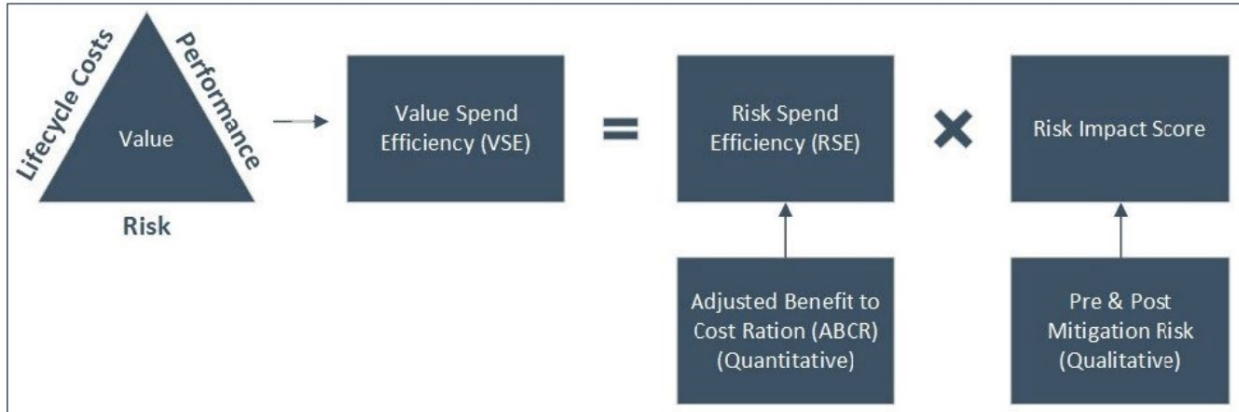 Lifecycle Costs
Performance
Value
Risk
Value Spend
Efficiency (VSE)
=
Risk Spend
Efficiency (RSE)
×
Risk Impact Score
Adjusted Benefit to
Cost Ration (ABCR)
(Quantitative)
Pre & Post
Mitigation Risk
(Qualitative)